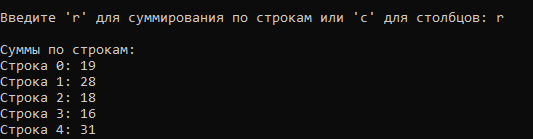 Введите 'r' для суммирования по строкам или 'c' для столбцов: r
Суммы по строкам:
Строка 0: 19
Строка 1: 28
Строка 2: 18
Строка 3: 16
Строка 4: 31